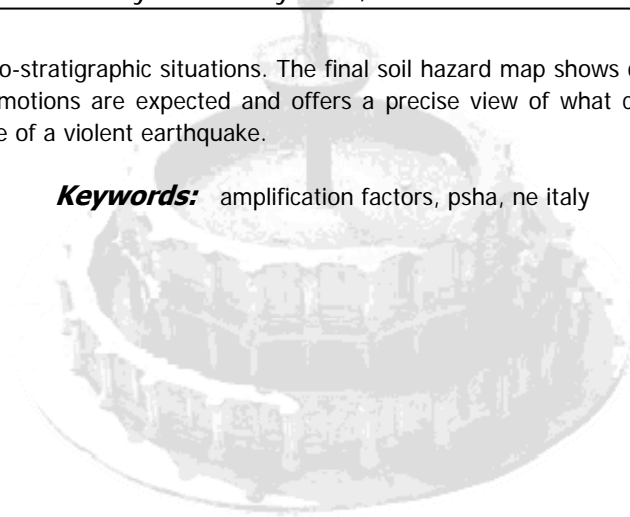 o-stratigraphic situations. The final soil hazard map shows
motions are expected and offers a precise view of what
e of a violent earthquake.
Keywords: amplification factors, psha, ne italy